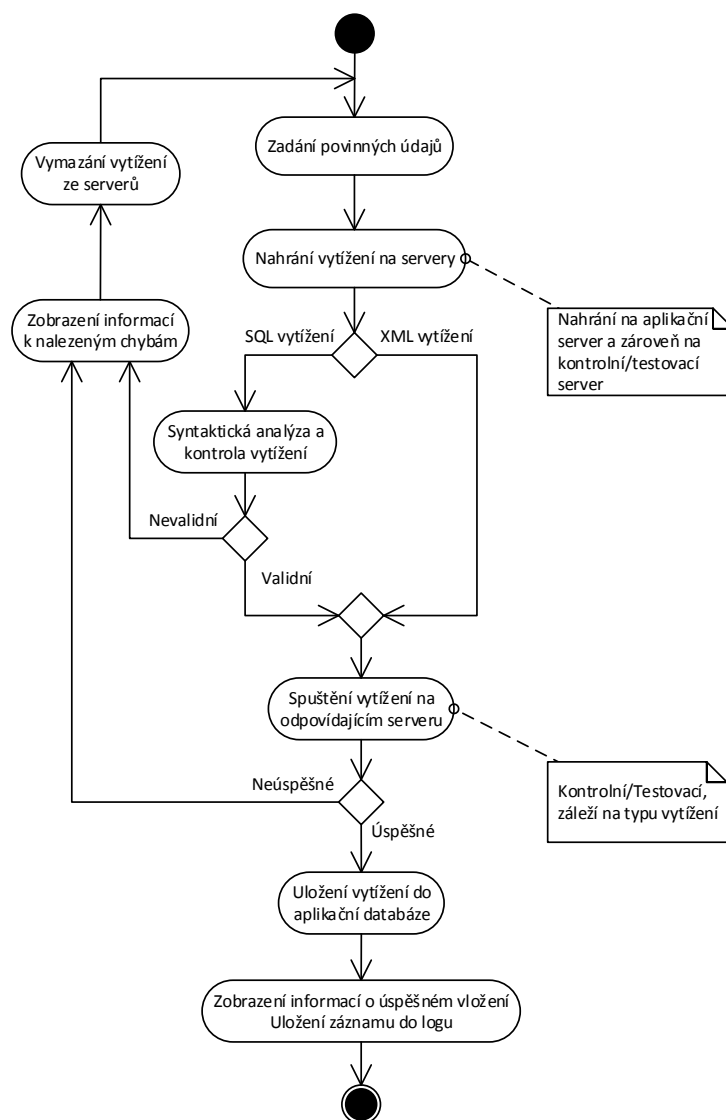 Zadání povinných údajů
Vymazání vytížení
ze serverů
Nahrání vytížení na servery
Zobrazení informací
k nalezeným chybám
Nahrání na aplikační
server a zároveň na
kontrolní/testovací
server
SQL vytížení
XML vytížení
Syntaktická analýza a
kontrola vytížení
Nevalidní
Validní
Spuštění vytížení na
odpovídajícím serveru
Neúspěšné
Kontrolní/Testovací,
záleží na typu vytížení
Úspěšné
Uložení vytížení do
aplikační databáze
Zobrazení informací o úspěšném vložení
Uložení záznamu do logu